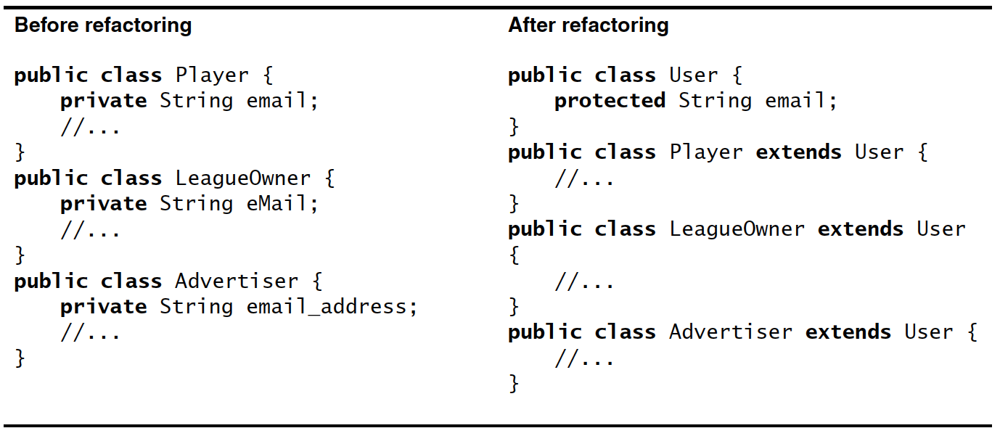 Before refactoring
public class Player {
    private String email;
    //...
}
public class LeagueOwner {
    private String eMail;
    //...
}
public class Advertiser {
    private String email_address;
    //...
}
After refactoring
public class User {
    protected String email;
}
public class Player extends User {
    //...
}
public class LeagueOwner extends User
{
    //...
}
public class Advertiser extends User {
    //...
}